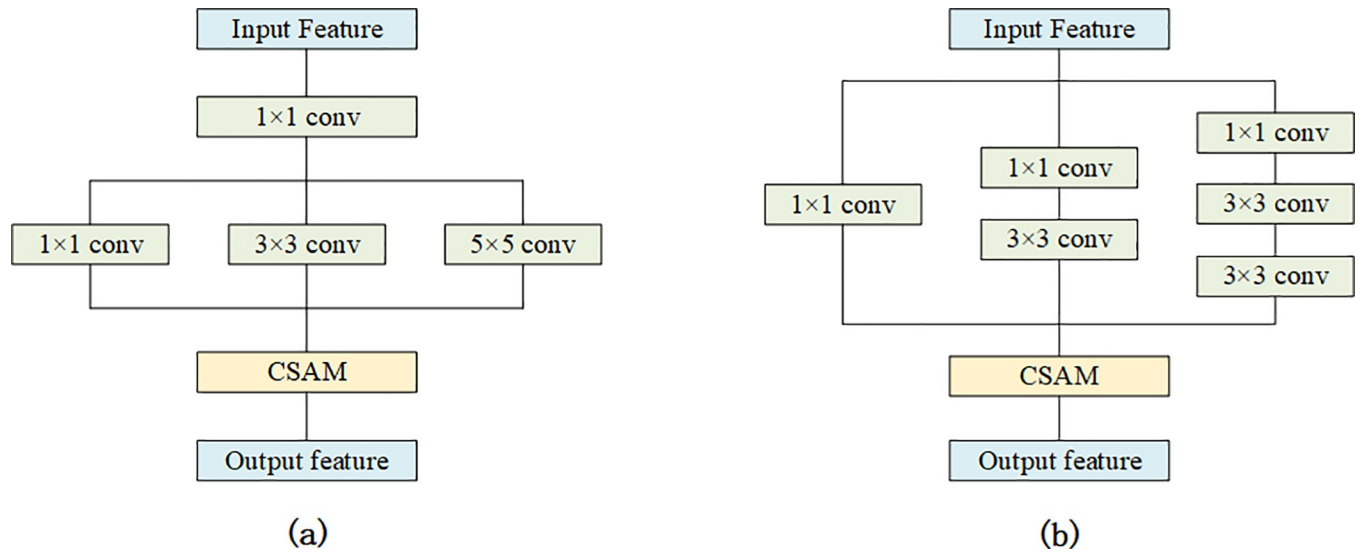 Input Feature
1×1 conv
1×1 conv
3×3 conv
5×5 conv
CSAM
Output feature
(a)
Input Feature
1×1 conv
1×1 conv
3×3 conv
1×1 conv
3×3 conv
3×3 conv
CSAM
Output feature
(b)